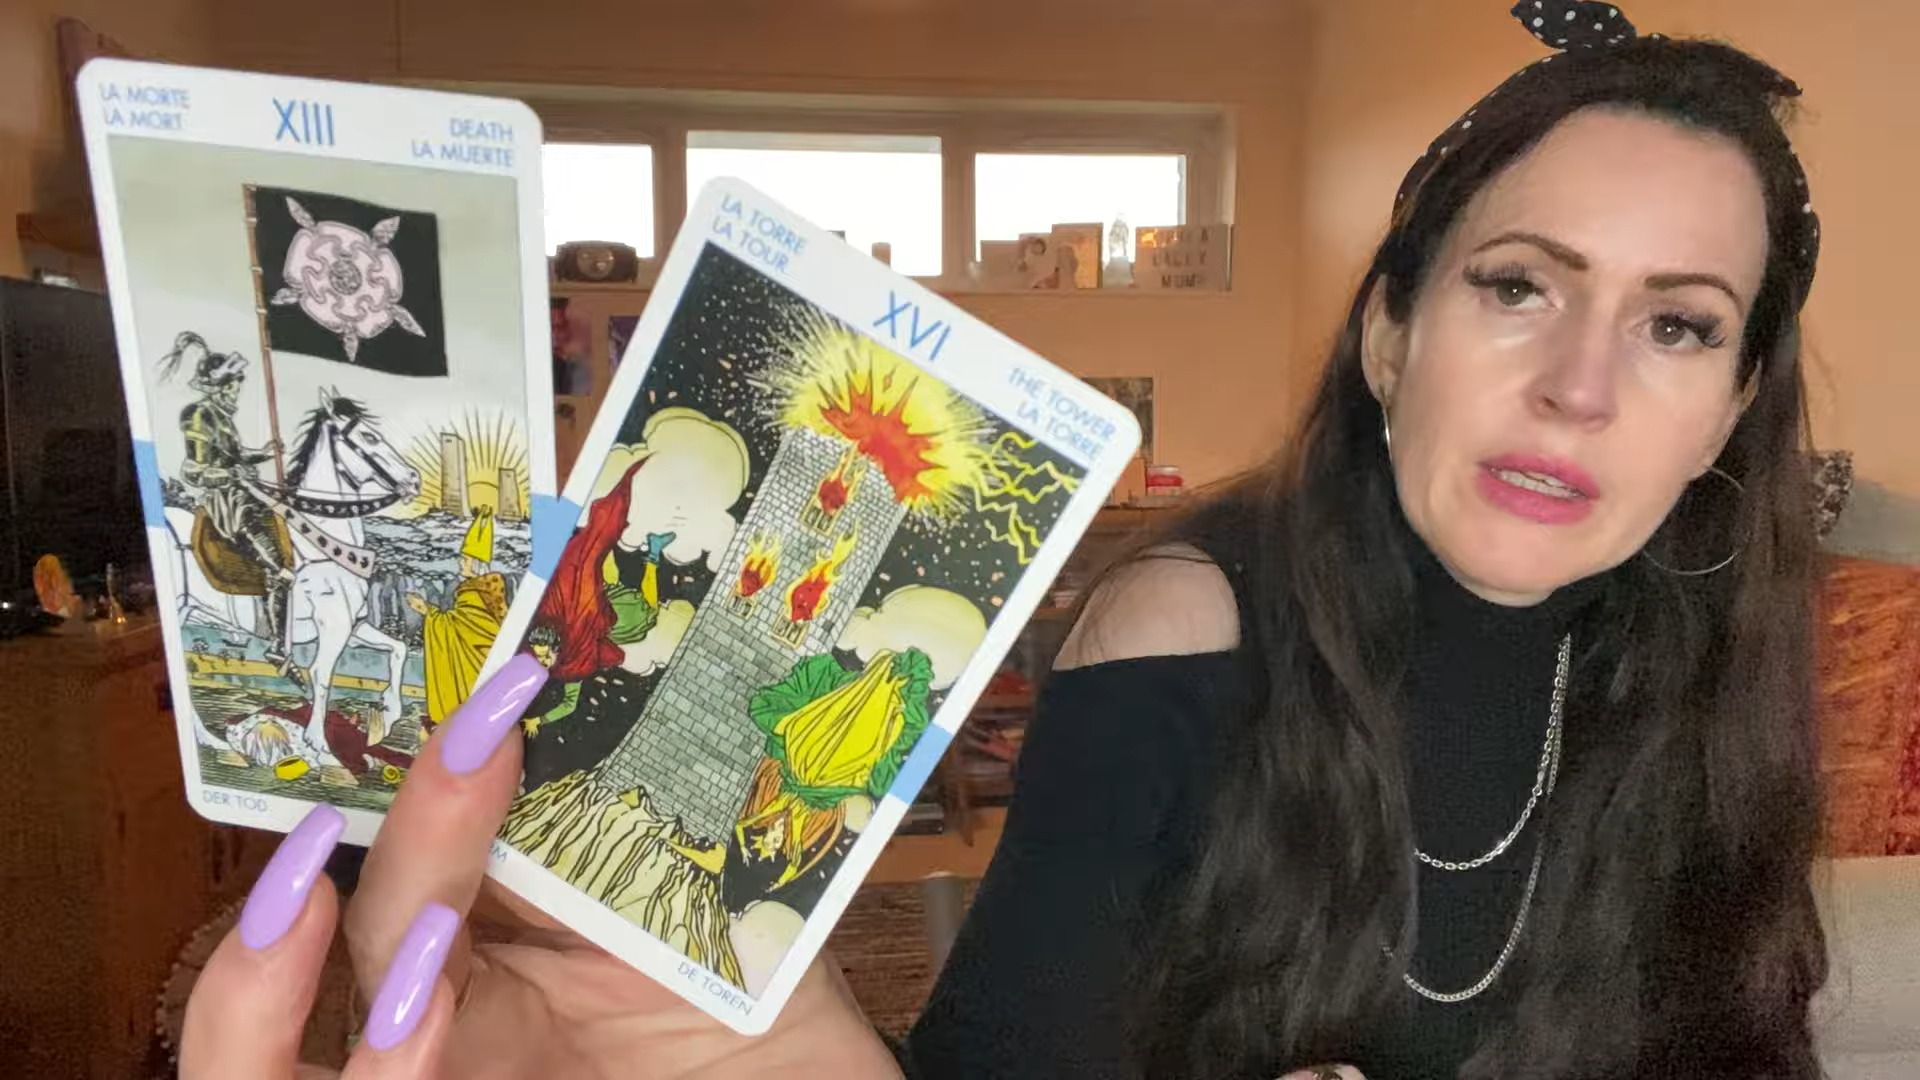 LA MORTE
LA MORT
XIII
DEATH
LA MUERTE
DER TOD
LA TORRE
LA TOUR
XVI
THE TOWER
LA TORRE
DE TOREN
MUM